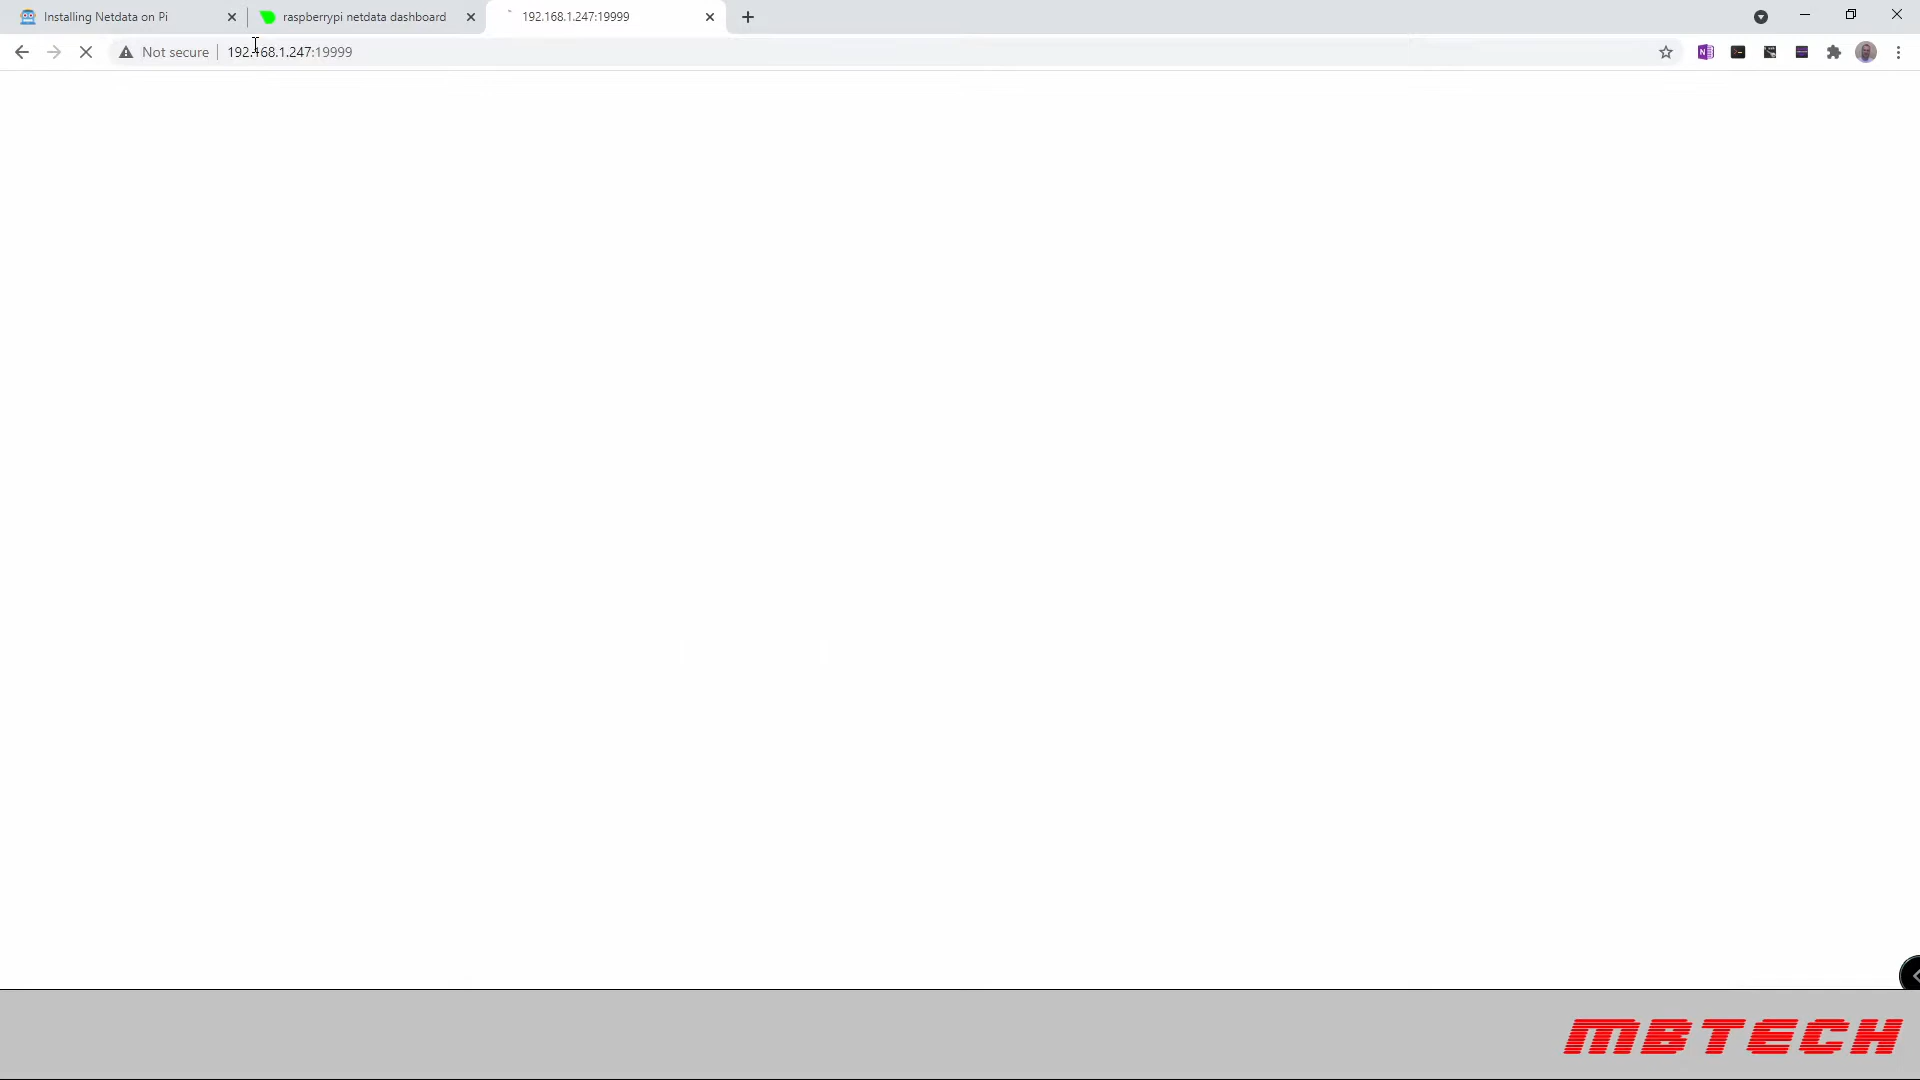 Installing Netdata on Pi
raspberrypi netdata dashboard
192.168.1.247:19999
Not secure
192.168.1.247:19999
MBTECH